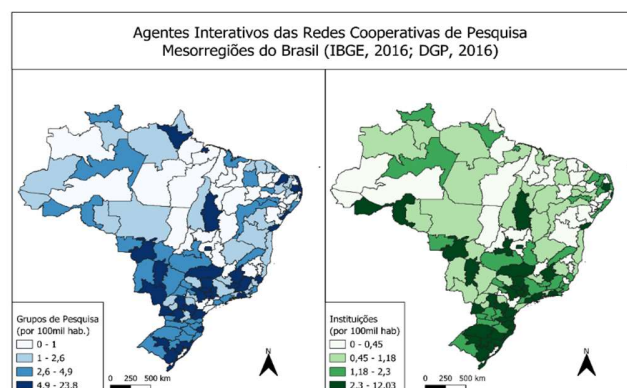 Agentes Interativos das Redes Cooperativas de Pesquisa
Mesorregiões do Brasil (IBGE, 2016; DGP, 2016)
Grupos de Pesquisa
(por 100mil hab.)
0 - 1
1 - 2,6
2,6 - 4,9
4,9 - 23,8
0 250 500 km
N
Instituições
(por 100mil hab)
0 - 0,45
0,45 - 1,18
1,18 - 2,3
2,3 - 12,03
0 250 500 km
N